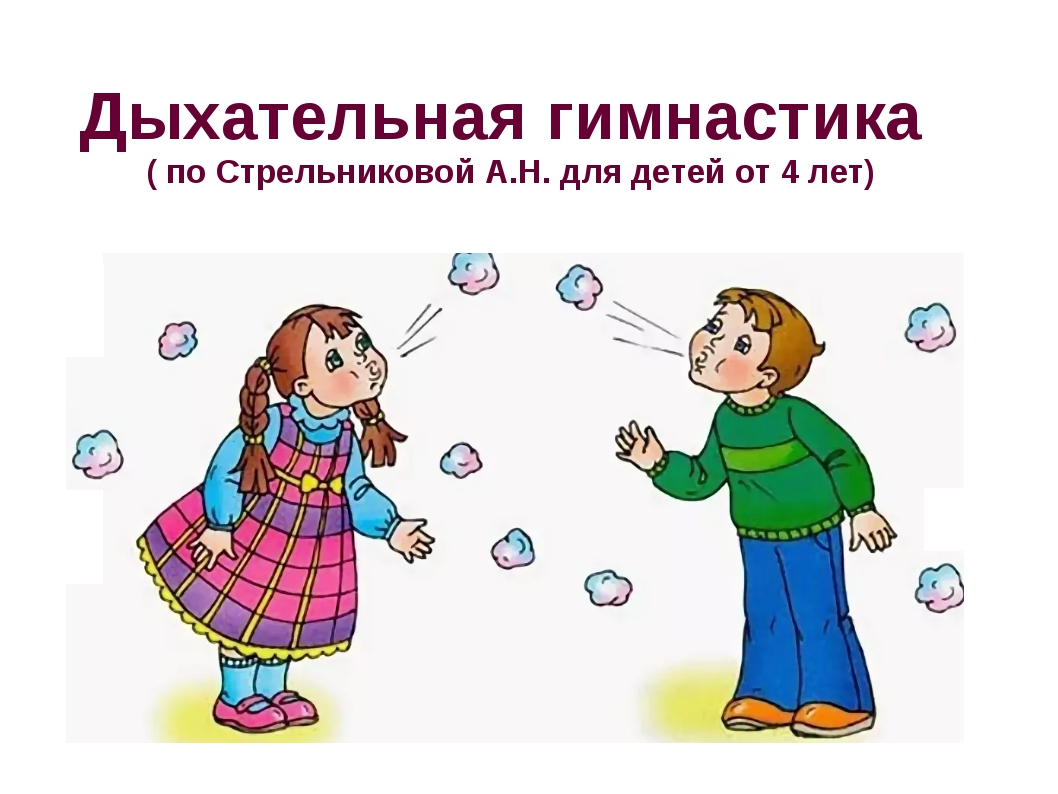 Дыхательная гимнастика
( по Стрельниковой А.Н. для детей от 4 лет)